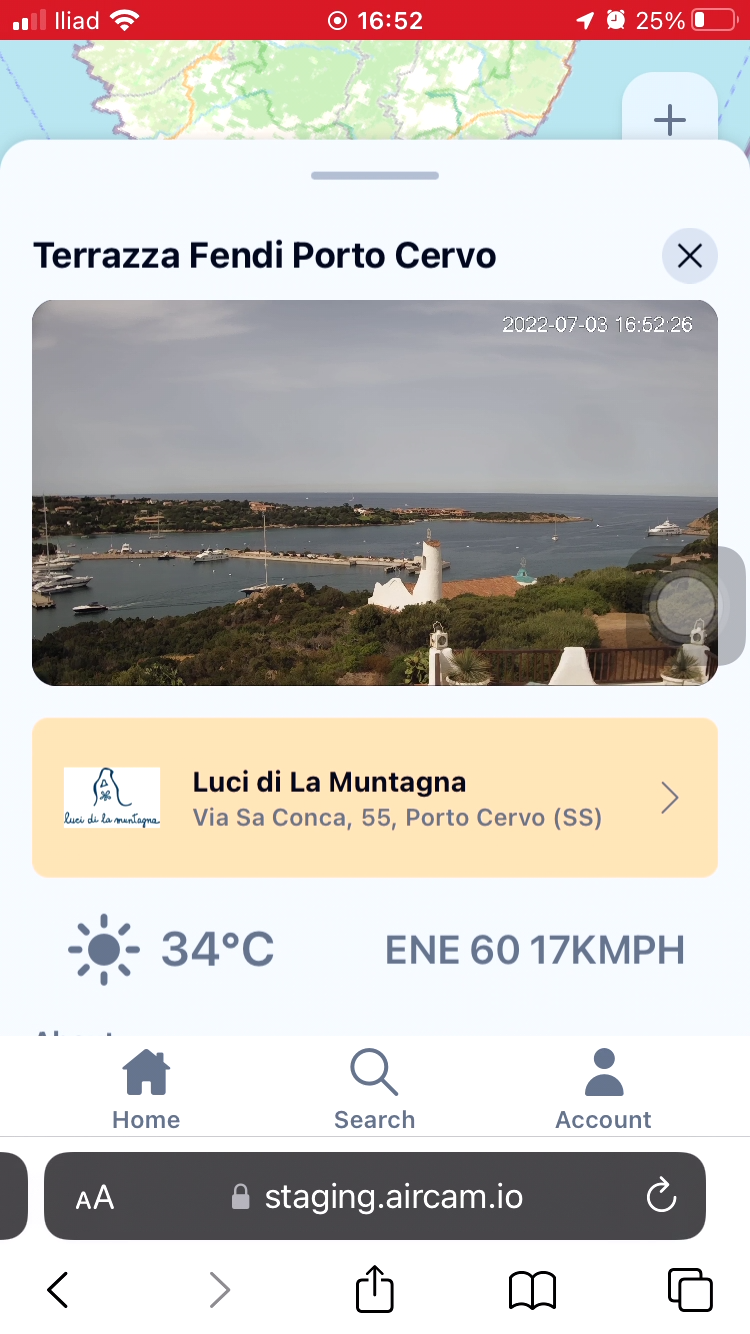 Iliad 16:52 25%
Terrazza Fendi Porto Cervo
2022-07-03 16:52:26
Luci di La Muntagna
luci di la muntagna
Via Sa Conca, 55, Porto Cervo (SS)
34°C ENE 60 17KMPH
Home Search Account
AA staging.aircam.io